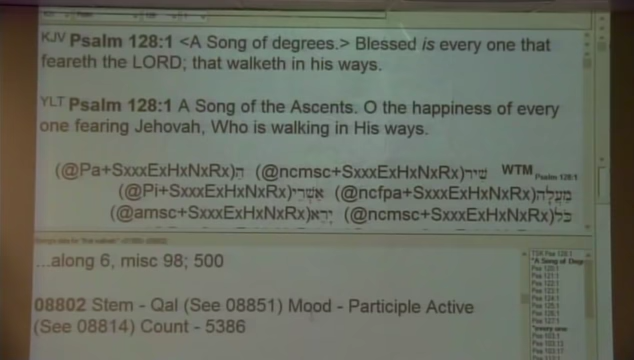 KJV Psalm 128:1 <A Song of degrees.> Blessed is every one that
feareth the LORD; that walketh in his ways.
YLT Psalm 128:1 A Song of the Ascents. O the happiness of every
one fearing Jehovah, Who is walking in His ways.
WTM Psalm 128:1 שׁיר(@ncmsc+SxxxExHxNxRx) ה(@Pa+SxxxExHxNxRx)
מעלה(@ncfpa+SxxxExHxNxRx) אשׁרי(@Pi+SxxxExHxNxRx)
כל(@ncmsc+SxxxExHxNxRx) ירא(@amsc+SxxxExHxNxRx)
...along 6, misc 98; 500
08802 Stem - Qal (See 08851) Mood - Participle Active
(See 08814) Count - 5386